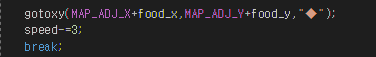 gotoxy(MAP_ADJ_X+food_x,MAP_ADJ_Y+food_y,"◆");
speed-=3;
break;